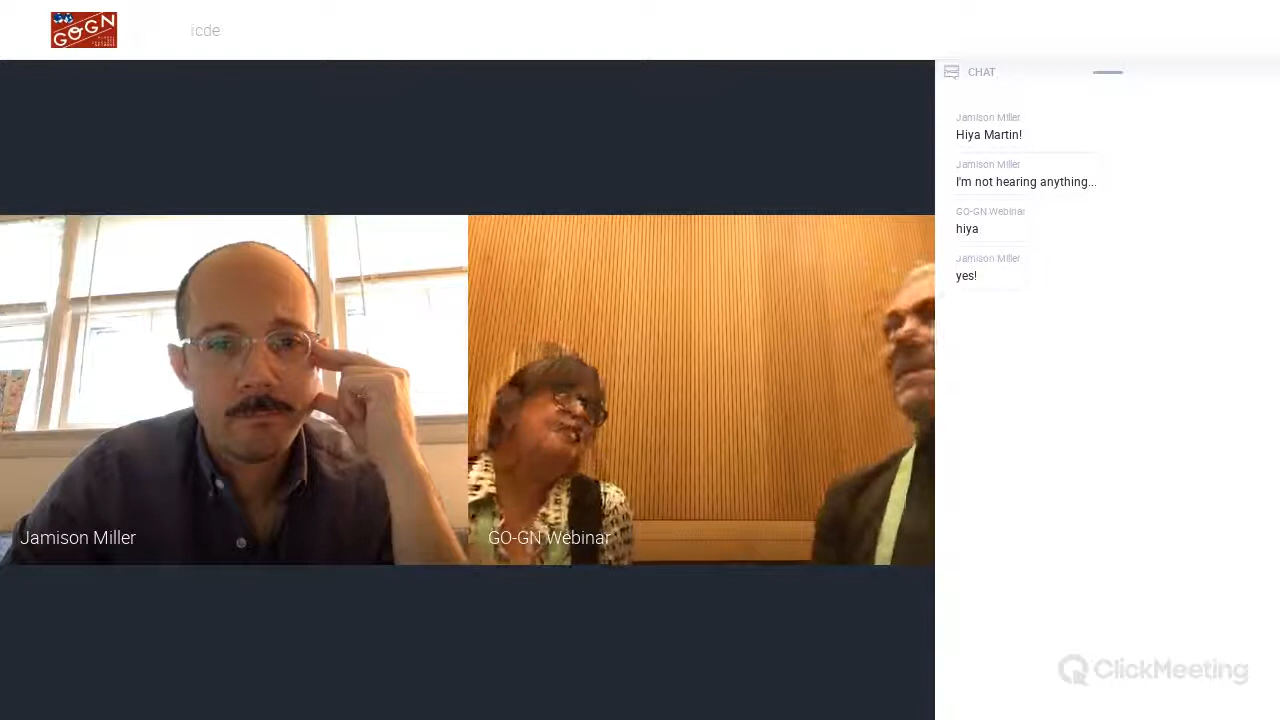 GO-GN
icde
CHAT
Jamison Miller
Hiya Martin!
Jamison Miller
I'm not hearing anything...
GO-GN Webinar
hiya
Jamison Miller
yes!
Jamison Miller
GO-GN Webinar
ClickMeeting